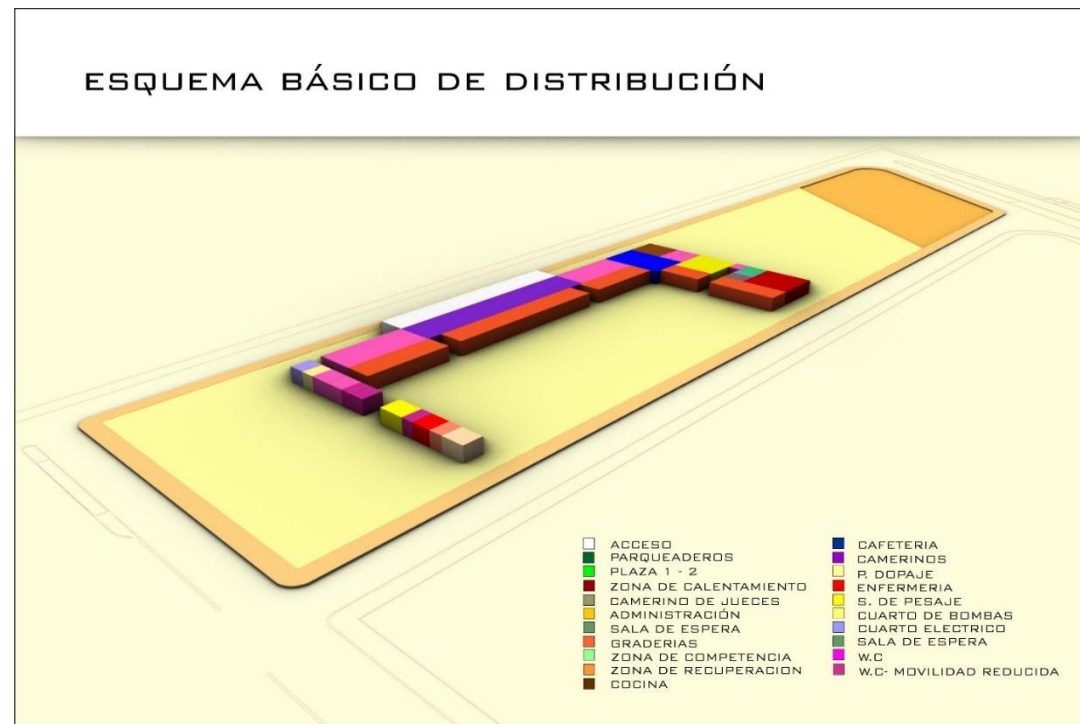 ESQUEMA BÁSICO DE DISTRIBUCIÓN
ACCESO
PARQUEADEROS
PLAZA 1 - 2
ZONA DE CALENTAMIENTO
CAMERINO DE JUECES
ADMINISTRACIÓN
SALA DE ESPERA
GRADERIAS
ZONA DE COMPETENCIA
ZONA DE RECUPERACION
COCINA
CAFETERIA
CAMERINOS
P. DOPAJE
ENFERMERIA
S. DE PESAJE
CUARTO DE BOMBAS
CUARTO ELECTRICO
SALA DE ESPERA
W.C
W.C- MOVILIDAD REDUCIDA